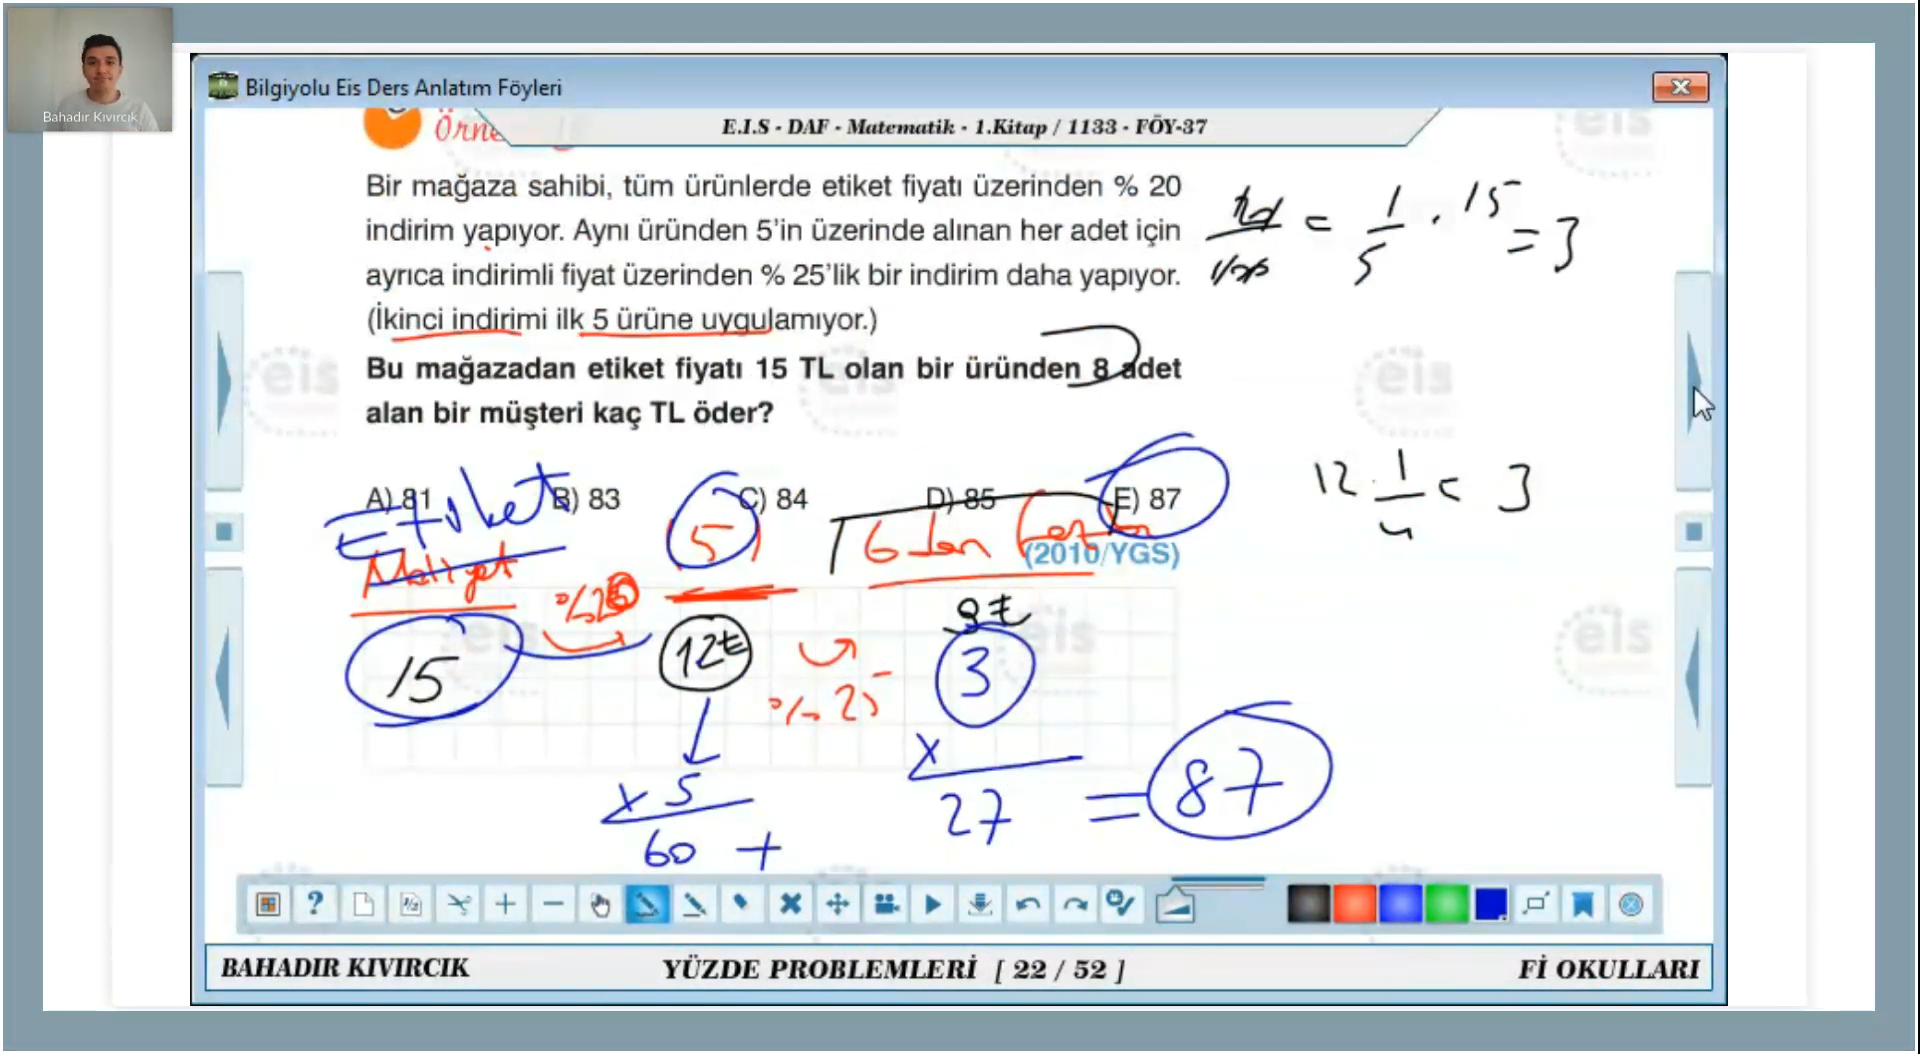 Bahadır Kıvırcık
Bilgiyolu Eis Ders Anlatım Föyleri
E.I.S - DAF - Matematik - 1.Kitap / 1133 - FÖY-37
Bir mağaza sahibi, tüm ürünlerde etiket fiyatı üzerinden % 20
indirim yapıyor. Aynı üründen 5'in üzerinde alınan her adet için
ayrıca indirimli fiyat üzerinden % 25'lik bir indirim daha yapıyor.
(İkinci indirimi ilk 5 ürüne uygulamıyor.)
Bu mağazadan etiket fiyatı 15 TL olan bir üründen 8 adet
alan bir müşteri kaç TL öder?
= 1/5 . 15 = 3
12 . 1/4 = 3
A) 81 B) 83 C) 84 D) 85 E) 87
(2010/YGS)
Etiket
Maliyet
5
6 dan fazla
15
12₺
%25
9₺
3
x 5
60 +
x
27 = 87
BAHADIR KIVIRCIK
YÜZDE PROBLEMLERİ [ 22 / 52 ]
Fİ OKULLARI